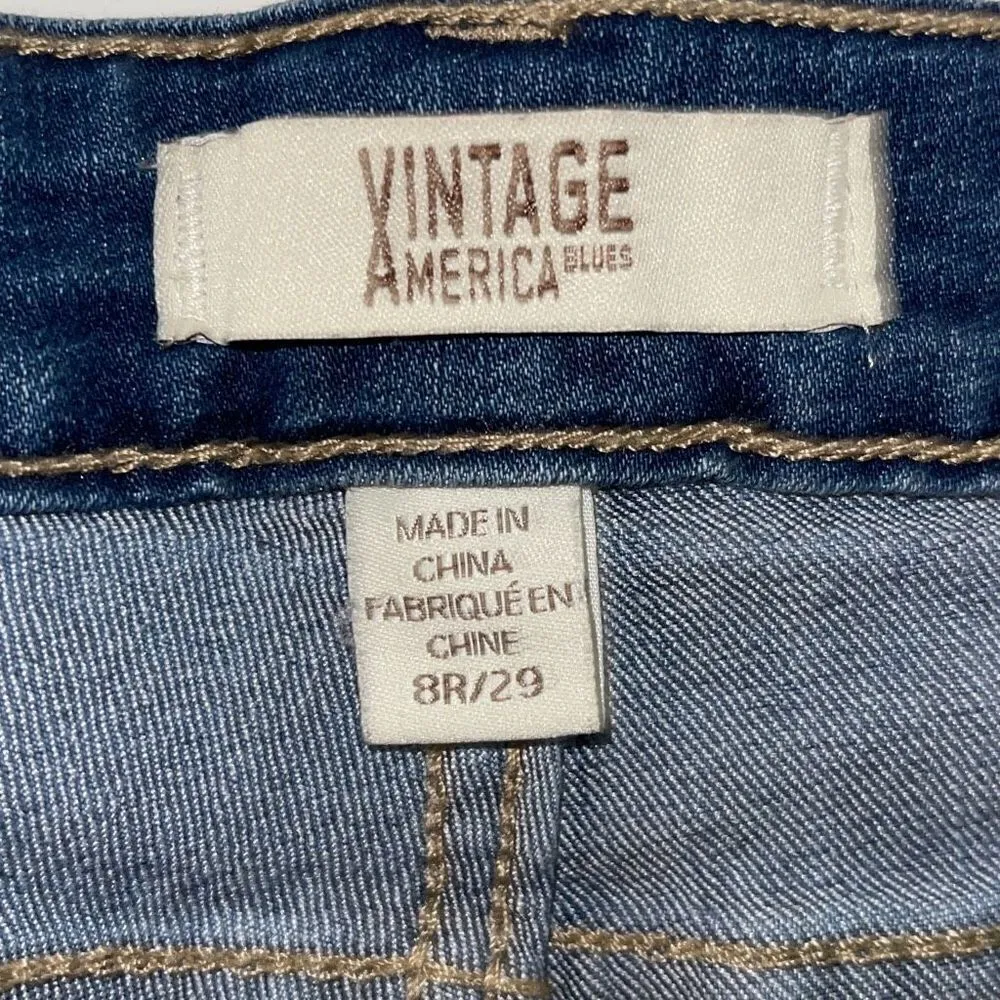 VINTAGE
AMERICA BLUES
MADE IN
CHINA
FABRIQUÉ EN
CHINE
8R/29